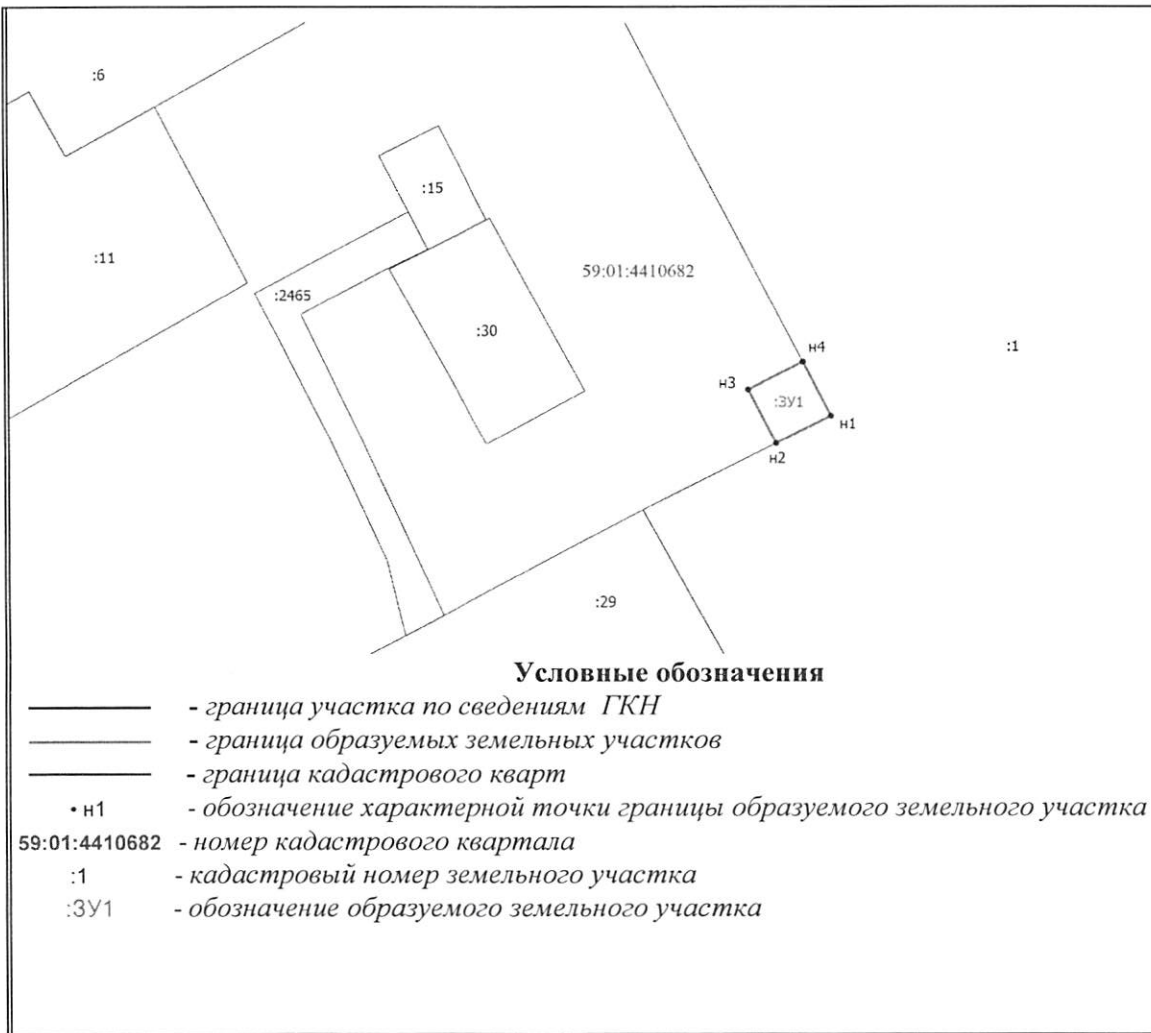 :6
:15
:11
59:01:4410682
:2465
:30
н4
:1
н3
:ЗУ1
н1
н2
:29
Условные обозначения
- граница участка по сведениям ГКН
- граница образуемых земельных участков
- граница кадастрового кварт
• н1 - обозначение характерной точки границы образуемого земельного участка
59:01:4410682 - номер кадастрового квартала
:1 - кадастровый номер земельного участка
:ЗУ1 - обозначение образуемого земельного участка